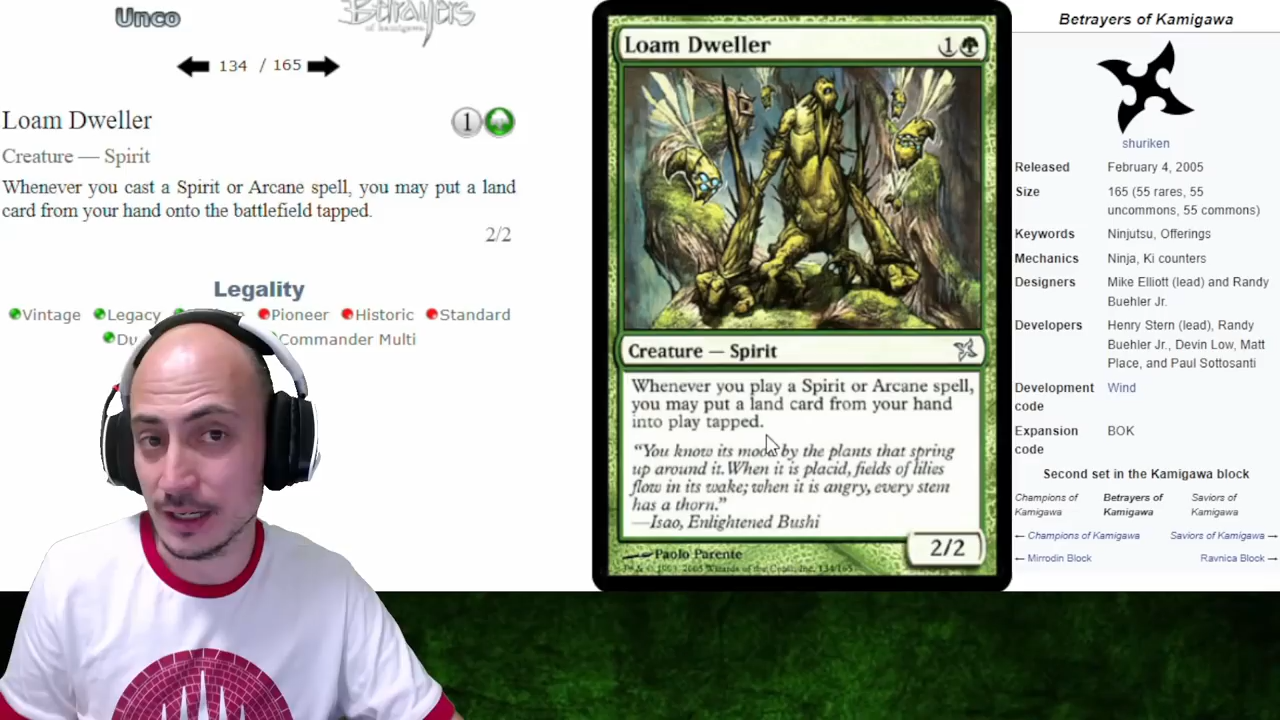 Unco
Betrayers
of kamigawa
134 / 165
Loam Dweller
1
Creature — Spirit
Whenever you cast a Spirit or Arcane spell, you may put a land
card from your hand onto the battlefield tapped.
2/2
Legality
Vintage Legacy Pioneer Historic Standard
Du Commander Multi
Loam Dweller
1
Creature — Spirit
Whenever you play a Spirit or Arcane spell,
you may put a land card from your hand
into play tapped.
"You know its mood by the plants that spring
up around it. When it is placid, fields of lilies
flow in its wake; when it is angry, every stem
has a thorn."
—Isao, Enlightened Bushi
2/2
Paolo Parente
Betrayers of Kamigawa
shuriken
Released February 4, 2005
Size 165 (55 rares, 55
uncommons, 55 commons)
Keywords Ninjutsu, Offerings
Mechanics Ninja, Ki counters
Designers Mike Elliott (lead) and Randy
Buehler Jr.
Developers Henry Stern (lead), Randy
Buehler Jr., Devin Low, Matt
Place, and Paul Sottosanti
Development Wind
code
Expansion BOK
code
Second set in the Kamigawa block
Champions of Betrayers of Saviors of
Kamigawa Kamigawa Kamigawa
← Champions of Kamigawa Saviors of Kamigawa →
← Mirrodin Block Ravnica Block →